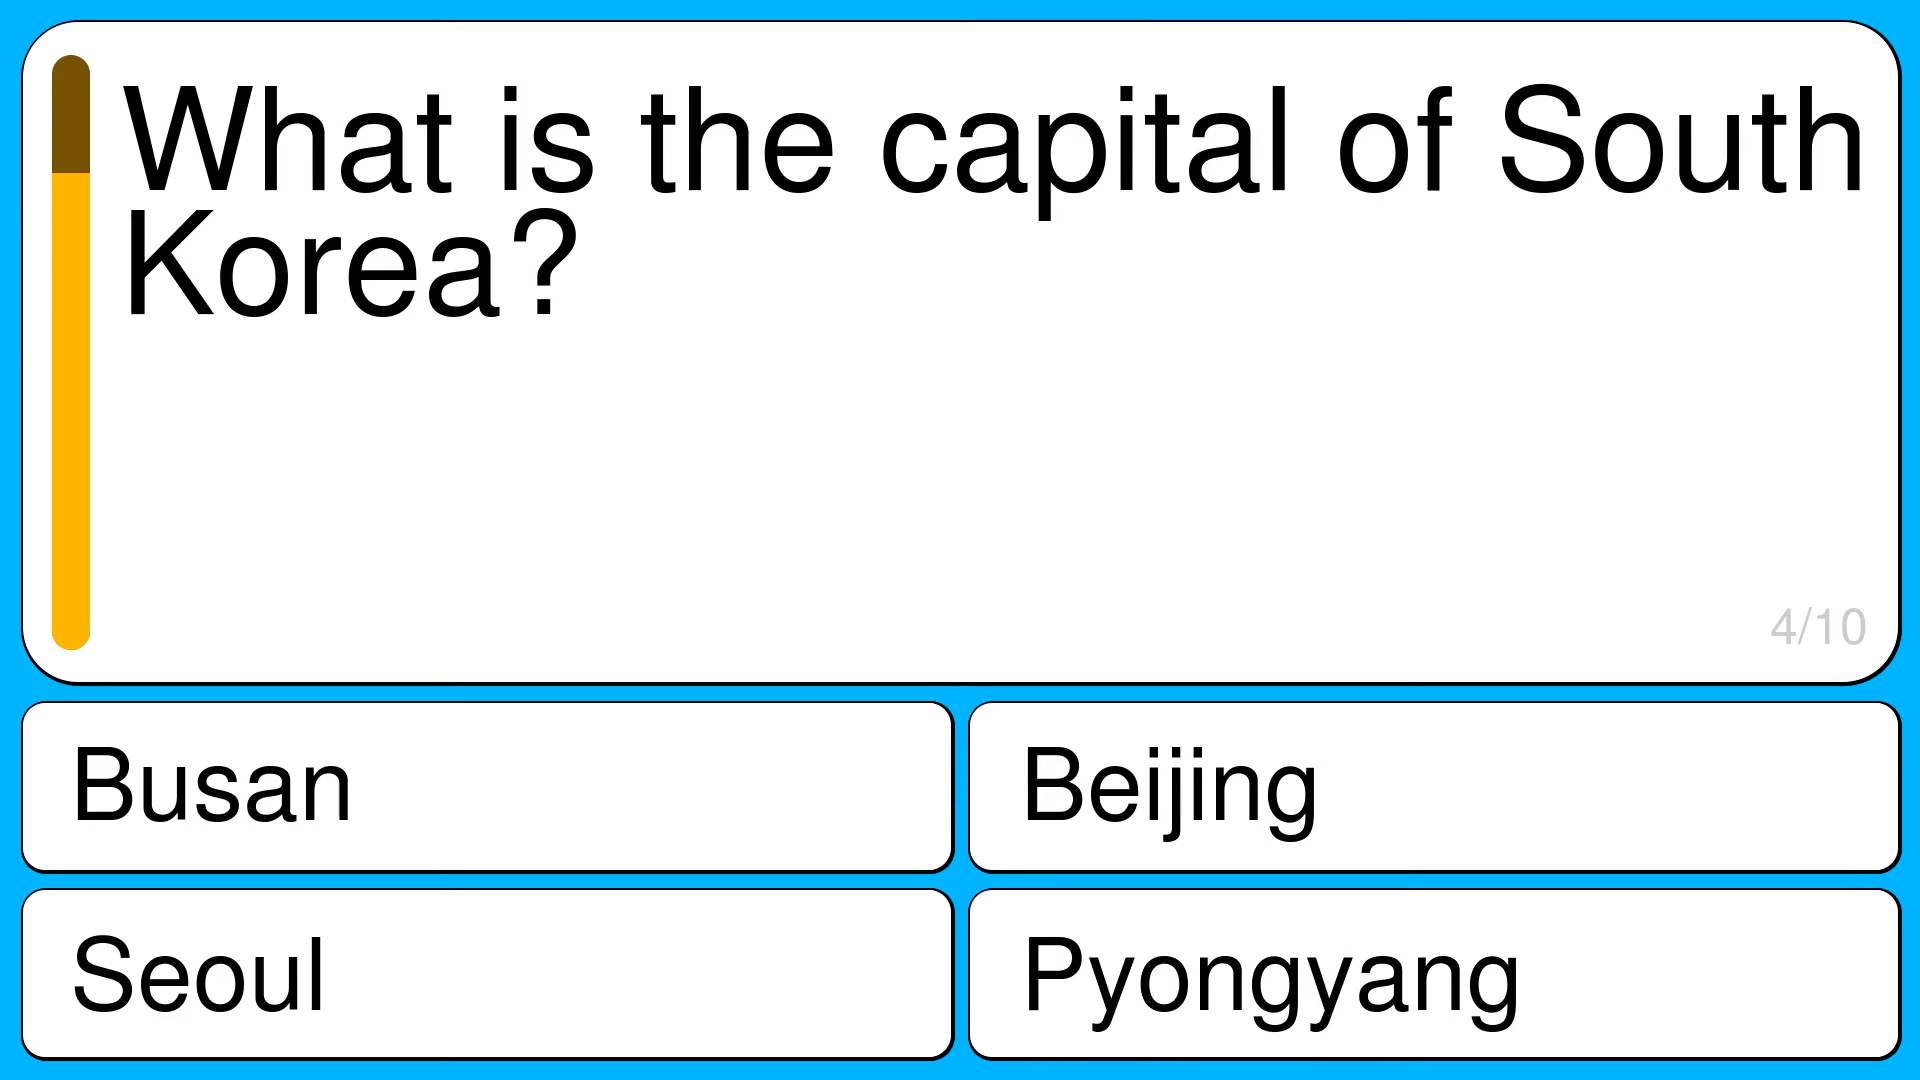 What is the capital of South
Korea?
4/10
Busan
Beijing
Seoul
Pyongyang